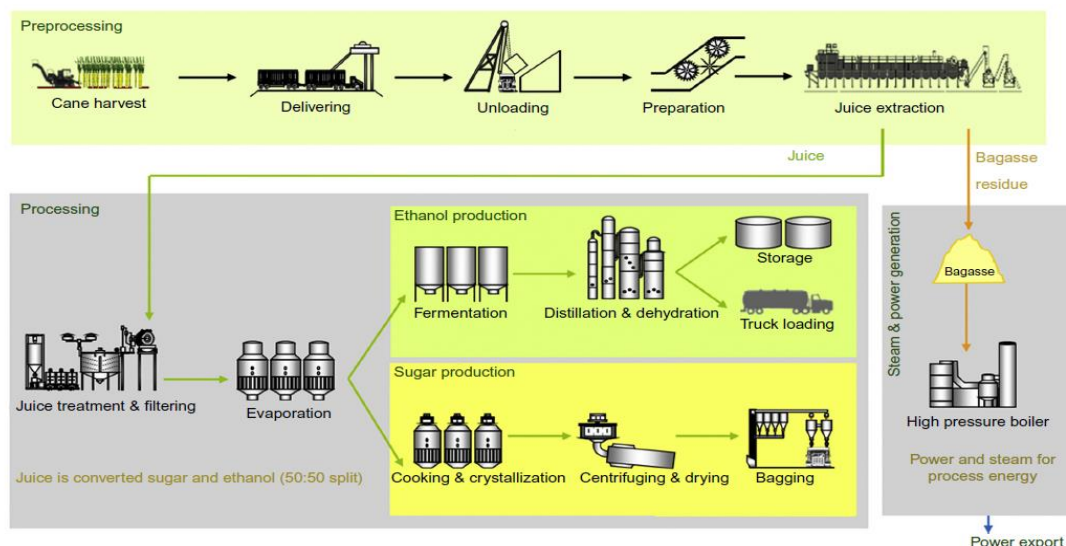 Preprocessing
Cane harvest
Delivering
Unloading
Preparation
Juice extraction
Juice
Bagasse
residue
Processing
Juice treatment & filtering
Evaporation
Ethanol production
Fermentation
Distillation & dehydration
Storage
Truck loading
Sugar production
Cooking & crystallization
Centrifuging & drying
Bagging
Juice is converted sugar and ethanol (50:50 split)
Steam & power generation
Bagasse
High pressure boiler
Power and steam for
process energy
Power export